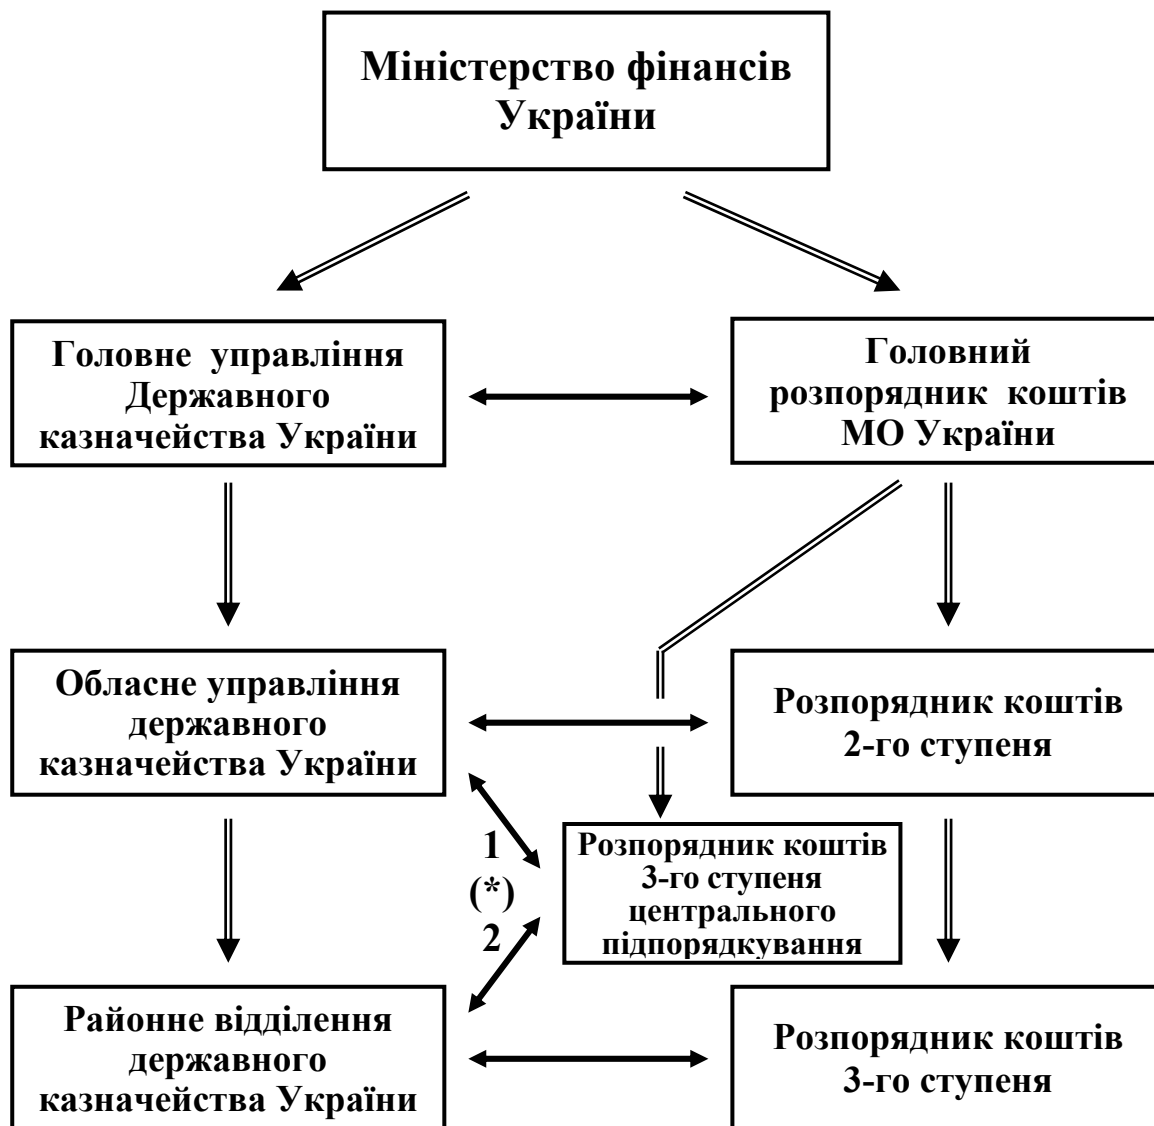 Міністерство фінансів
України
Головне управління
Державного
казначейства України
Головний
розпорядник коштів
МО України
Обласне управління
державного
казначейства України
Розпорядник коштів
2-го ступеня
1
(*)
2
Розпорядник коштів
3-го ступеня
центрального
підпорядкування
Районне відділення
державного
казначейства України
Розпорядник коштів
3-го ступеня